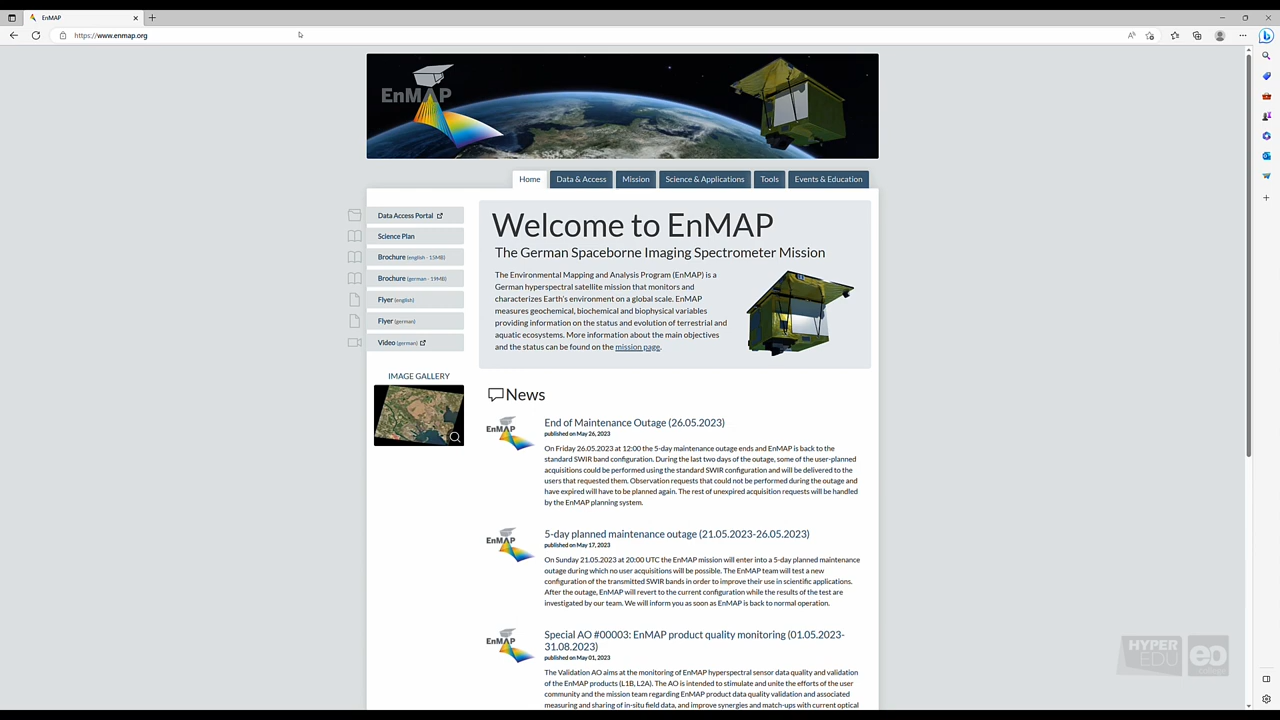 EnMAP
https://www.enmap.org
EnMAP
Home
Data & Access
Mission
Science & Applications
Tools
Events & Education
Data Access Portal
Science Plan
Brochure (english - 15MB)
Brochure (german - 19MB)
Flyer (english)
Flyer (german)
Video (german)
IMAGE GALLERY
Welcome to EnMAP
The German Spaceborne Imaging Spectrometer Mission
The Environmental Mapping and Analysis Program (EnMAP) is a
German hyperspectral satellite mission that monitors and
characterizes Earth's environment on a global scale. EnMAP
measures geochemical, biochemical and biophysical variables
providing information on the status and evolution of terrestrial and
aquatic ecosystems. More information about the main objectives
and the status can be found on the mission page.
News
EnMAP
End of Maintenance Outage (26.05.2023)
published on May 26, 2023
On Friday 26.05.2023 at 12:00 the 5-day maintenance outage ends and EnMAP is back to the
standard SWIR band configuration. During the last two days of the outage, some of the user-planned
acquisitions could be performed using the standard SWIR configuration and will be delivered to the
users that requested them. Observation requests that could not be performed during the outage and
have expired will have to be planned again. The rest of unexpired acquisition requests will be handled
by the EnMAP planning system.
EnMAP
5-day planned maintenance outage (21.05.2023-26.05.2023)
published on May 17, 2023
On Sunday 21.05.2023 at 20:00 UTC the EnMAP mission will enter into a 5-day planned maintenance
outage during which no user acquisitions will be possible. The EnMAP team will test a new
configuration of the transmitted SWIR bands in order to improve their use in scientific applications.
After the outage, EnMAP will revert to the current configuration while the results of the test are
investigated by our team. We will inform you as soon as EnMAP is back to normal operation.
EnMAP
Special AO #00003: EnMAP product quality monitoring (01.05.2023-
31.08.2023)
published on May 01, 2023
The Validation AO aims at the monitoring of EnMAP hyperspectral sensor data quality and validation
of the EnMAP products (L1B, L2A). The AO is intended to stimulate and unite the efforts of the user
community and the mission team regarding EnMAP product data quality validation and associated
measuring and sharing of in-situ field data, and improve synergies and match-ups with current optical
HYPER
EDU
eo